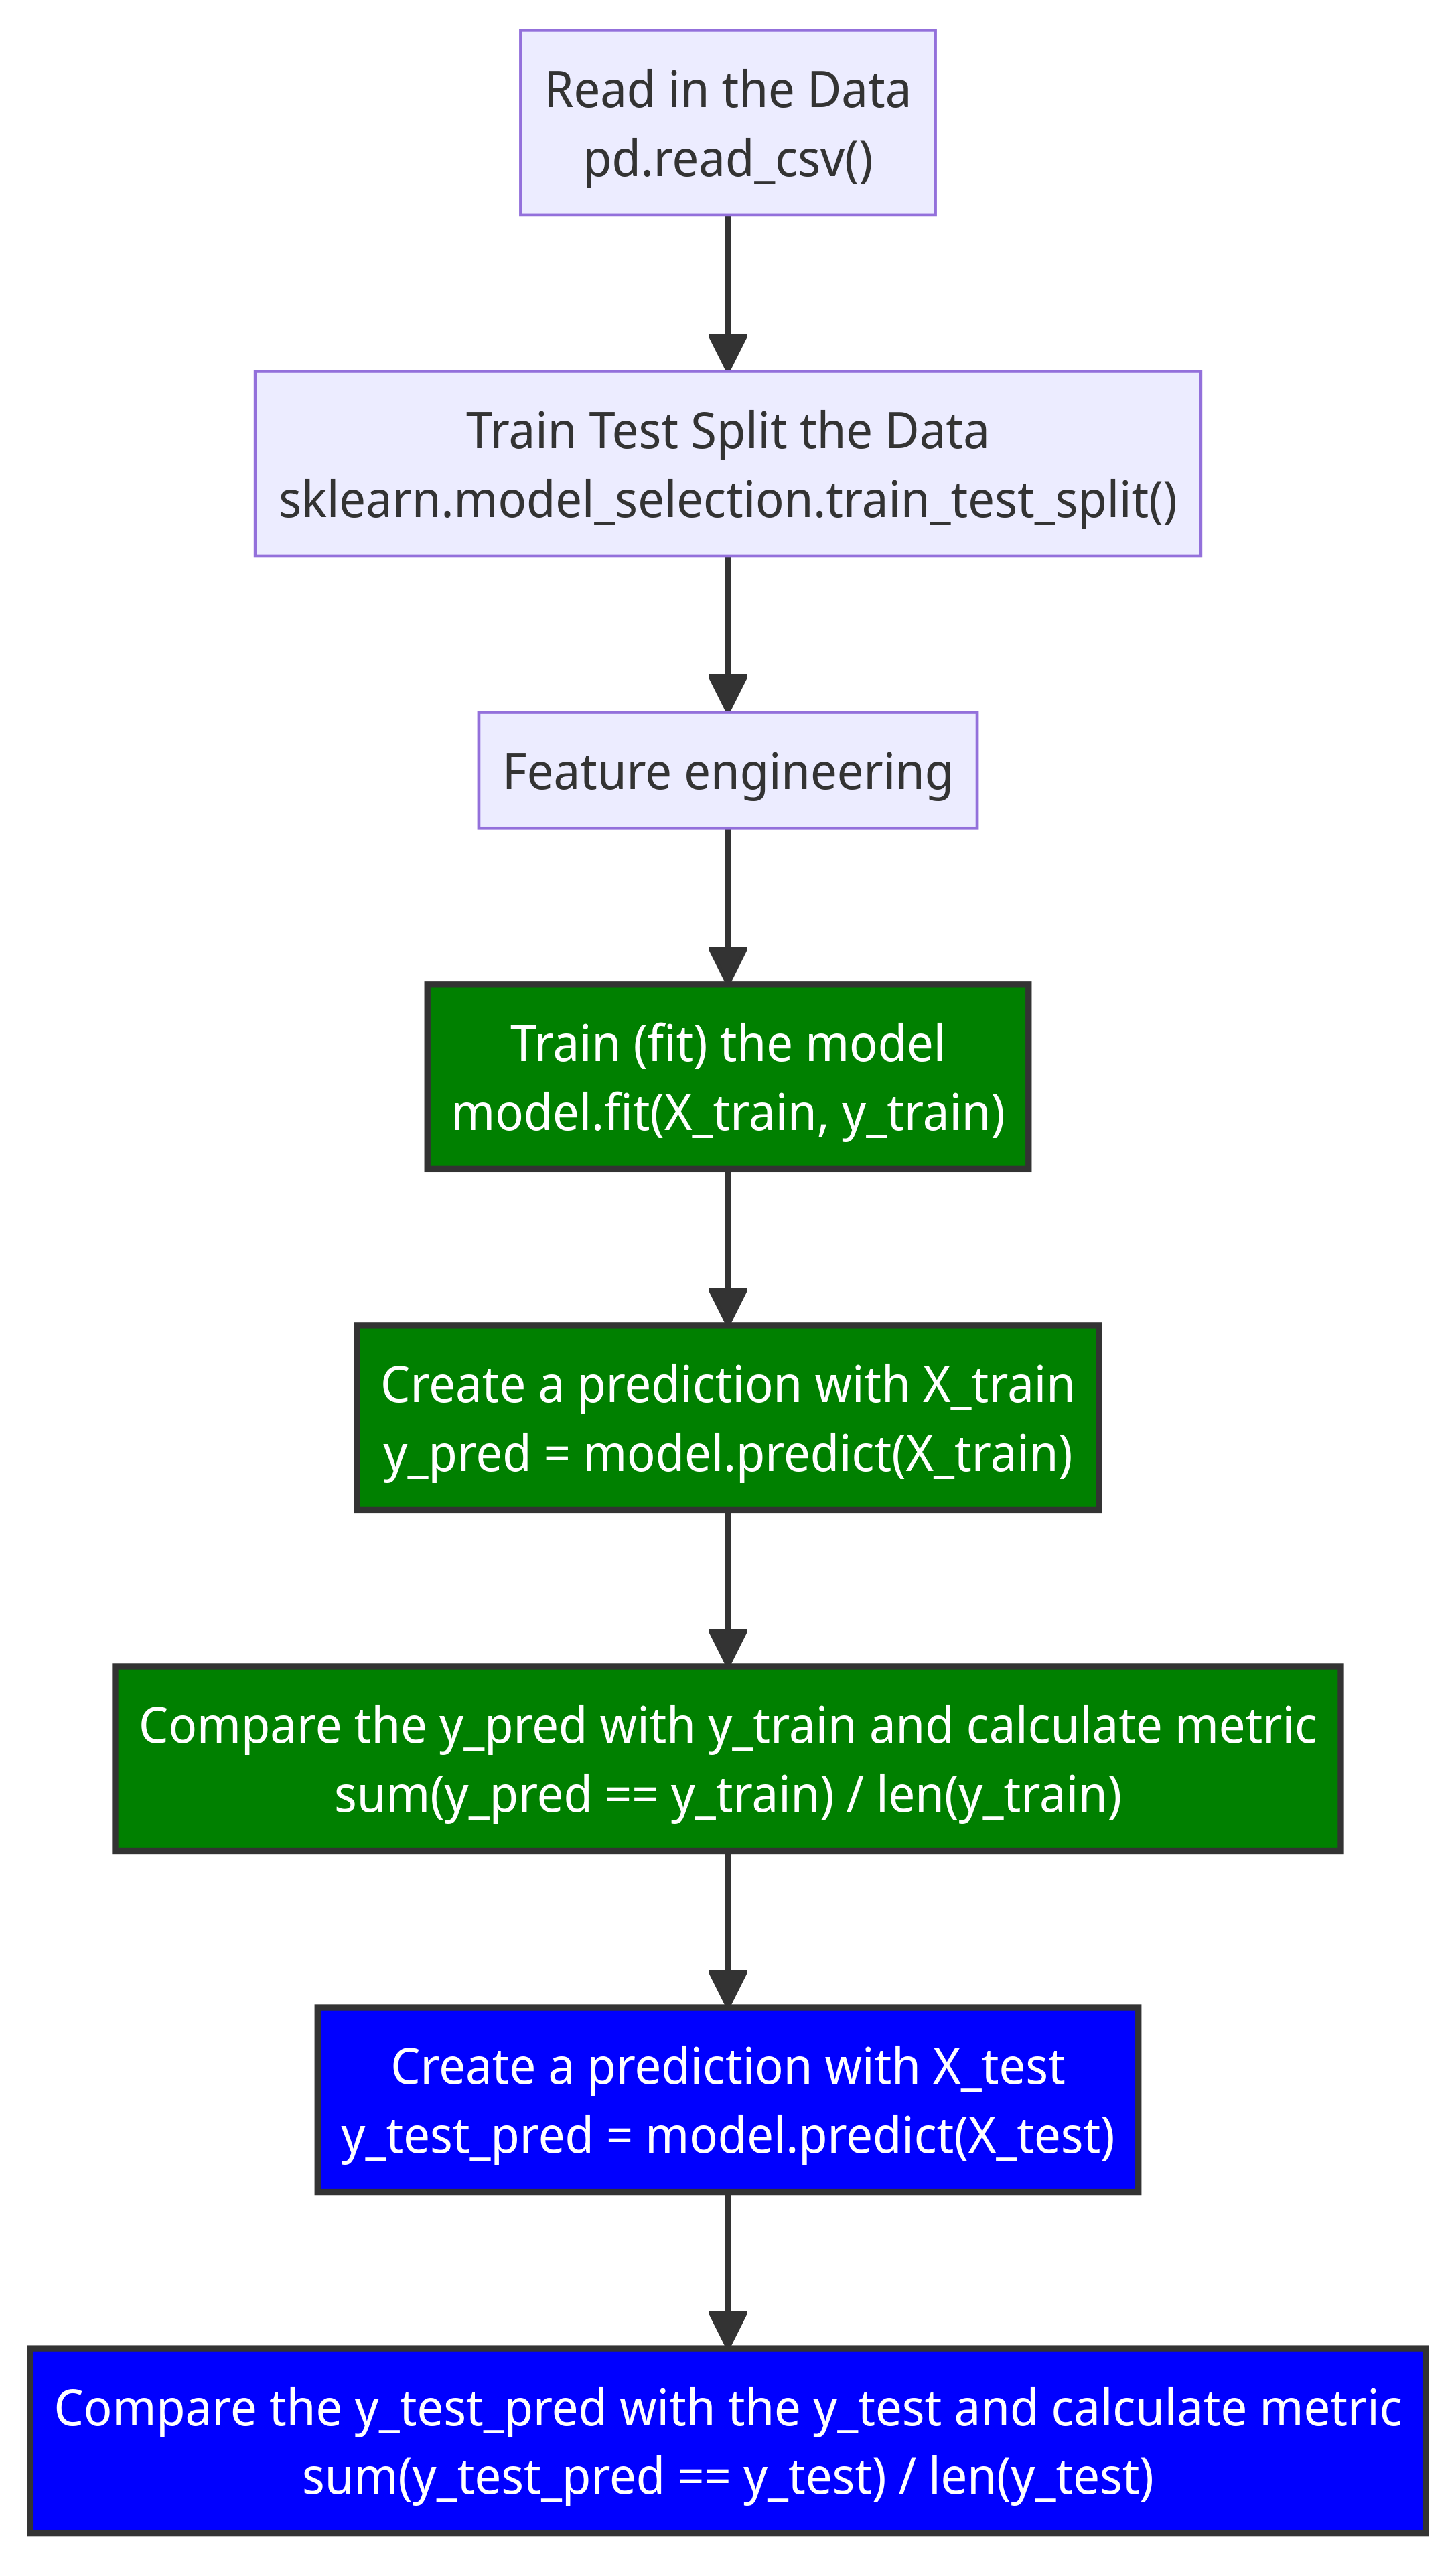 Read in the Data
pd.read_csv()
Train Test Split the Data
sklearn.model_selection.train_test_split()
Feature engineering
Train (fit) the model
model.fit(X_train, y_train)
Create a prediction with X_train
y_pred = model.predict(X_train)
Compare the y_pred with y_train and calculate metric
sum(y_pred == y_train) / len(y_train)
Create a prediction with X_test
y_test_pred = model.predict(X_test)
Compare the y_test_pred with the y_test and calculate metric
sum(y_test_pred == y_test) / len(y_test)